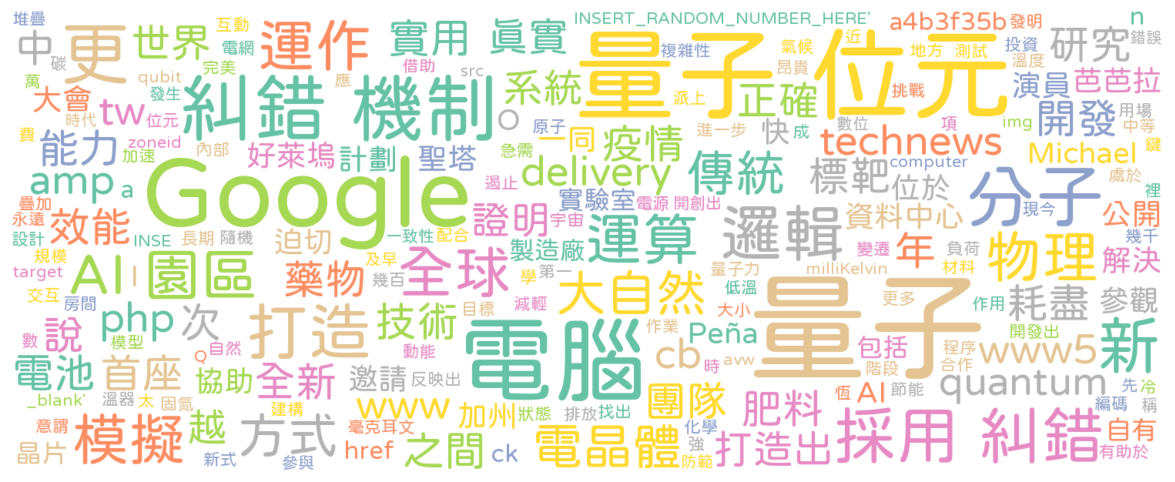 堆疊 互動 INSERT_RANDOM_NUMBER_HERE' a4b3f35b 發明 n
中 更 世界 電網 運作 實用 眞實 量子 位元 複雜性 氣候 近 地方 測試 投資 研究 錯誤
碳 完美 借助 src 昂貴 溫度
萬 qubit 糾錯 機制 系統 派上 正確 挑戰 演員 芭芭拉
大會 發生 應 tw 位元 原子 進一步 快 成 數位 項 img 開發 用場
時代 費 zoneid 內部 一同 疫情 technews 中等
能力 加速 好萊塢 計劃 聖塔 急需 Michael 鍵
amp a Google 遏止 delivery 傳統 標靶 computer 處於
疊加 實驗室 電源 開創出 位於 分子 現今 裡
永遠 效能 證明 宇宙 邏輯 資料中心 公開
設計 INSE 長期 隨機 一致性 配合 製造廠 運算 年 幾千
規模 迫切 及早 變遷 負荷 物理 解決
target AI l 園區 藥物 幾百 全球 學 第一 量子力 milliKelvin 材料
交互 房間 減輕 大自然 低溫 量子 更多 作用 耗盡 參觀
數 說 模型 php 次 打造 技術 目標 電腦 大小 開發出 新
Q 自然 動能 作業 Peña 包括 程序
電池 首座 協助 全新 邀請 反映出 cb 時 avw 階段 合作 www5
_blank' 溫器 太 固氮 恆 AI 節能 quantum 先 冷
建構 www 加州 狀態 排放 找出 團隊 肥料 編碼 稱
意謂 模擬 越 方式 毫克耳文 化學 採用 糾錯 自有
晶片 新式 參與 href 之間 ck 電晶體 強 防範 打造出 有助於